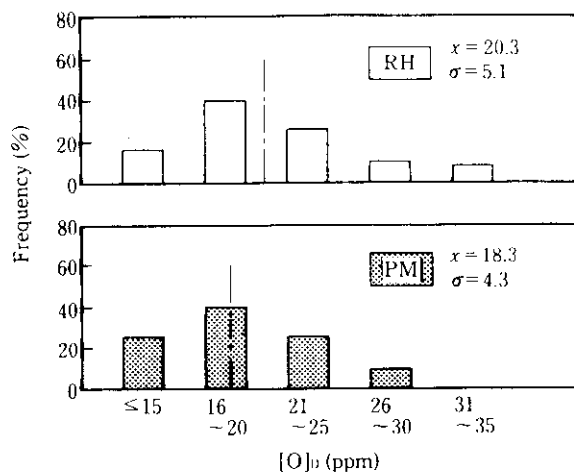 80
60
40
20
0
RH
x = 20.3
σ = 5.1
Frequency (%)
80
60
40
20
0
PM
x = 18.3
σ = 4.3
≦15 16 21 26 31
~20 ~25 ~30 ~35
[O]D (ppm)